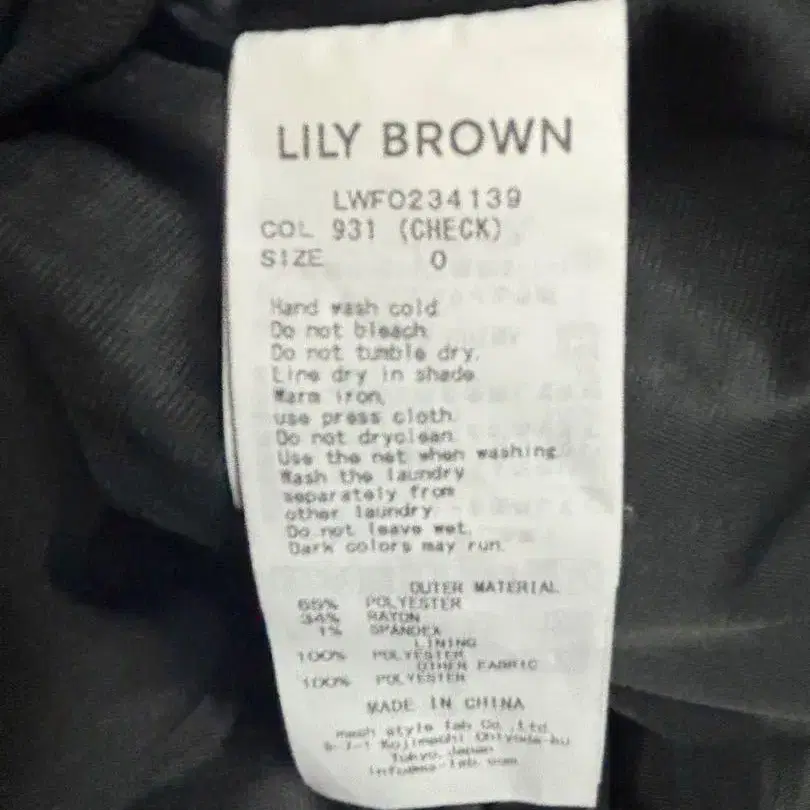 LILY BROWN
LWFO234139
COL 931 (CHECK)
SIZE 0
Hand wash cold
Do not bleach
Do not tumble dry.
Line dry in shade
Warm iron,
use press cloth.
Do not dryclean.
Use the net when washing.
Wash the laundry
separately from
other laundry
Do not leave wet.
Dark colors may run.
OUTER MATERIAL
65% POLYESTER
34% RAYON
1% SPANDEX
LINING
100% POLYESTER
OTHER FABRIC
100% POLYESTER
MADE IN CHINA
mash style lab Co.,Ltd.
Kojimachi Chiyoda-ku
Tokyo, Japan